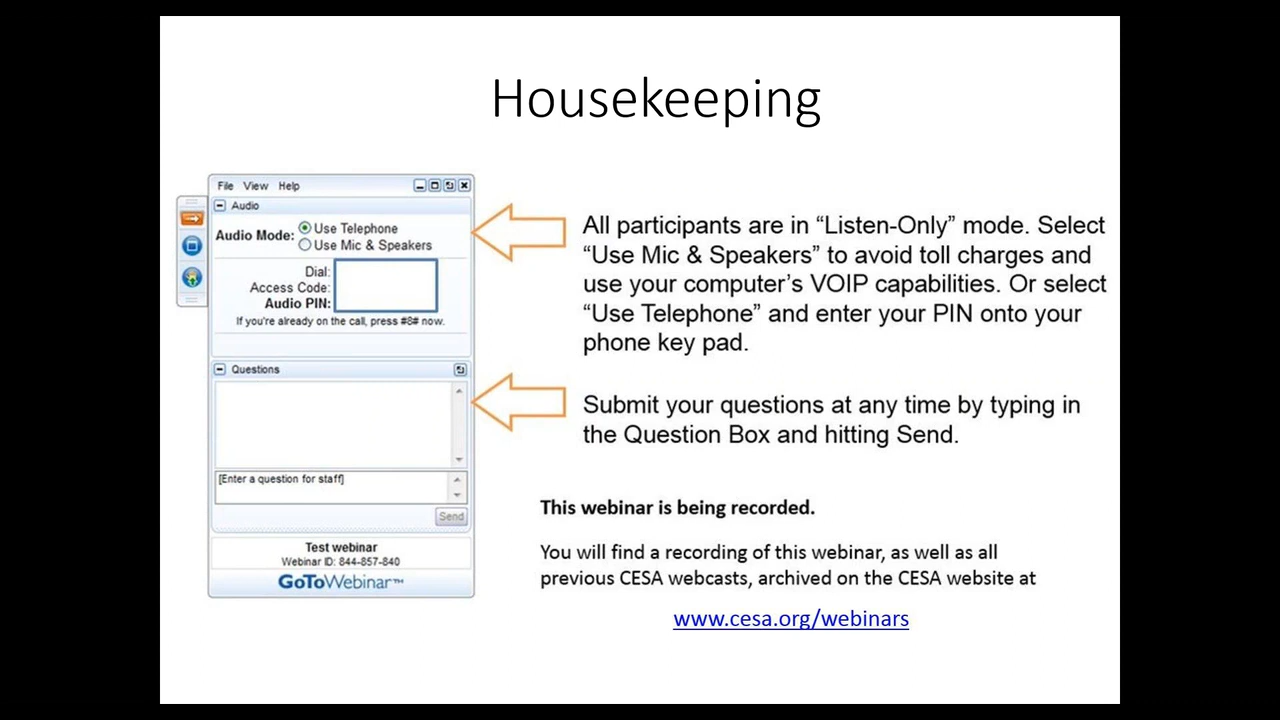 Housekeeping
File View Help
Audio
Audio Mode: Use Telephone
Use Mic & Speakers
Dial:
Access Code:
Audio PIN:
If you're already on the call, press #8# now.
Questions
[Enter a question for staff]
Send
Test webinar
Webinar ID: 844-857-840
GoToWebinar™
All participants are in “Listen-Only” mode. Select
“Use Mic & Speakers” to avoid toll charges and
use your computer’s VOIP capabilities. Or select
“Use Telephone” and enter your PIN onto your
phone key pad.
Submit your questions at any time by typing in
the Question Box and hitting Send.
This webinar is being recorded.
You will find a recording of this webinar, as well as all
previous CESA webcasts, archived on the CESA website at
www.cesa.org/webinars